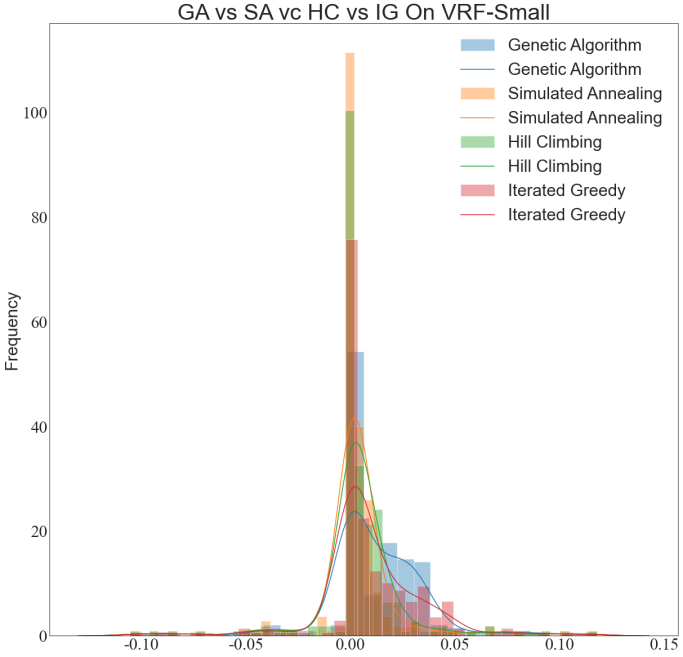 GA vs SA vc HC vs IG On VRF-Small
Genetic Algorithm
Genetic Algorithm
Simulated Annealing
Simulated Annealing
Hill Climbing
Hill Climbing
Iterated Greedy
Iterated Greedy
Frequency
100
80
60
40
20
0
-0.10
-0.05
0.00
0.05
0.10
0.15